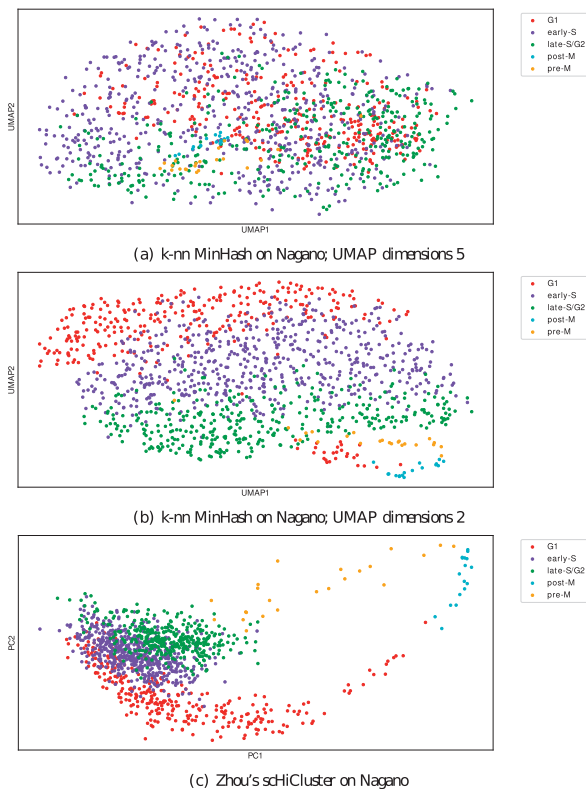 G1
early-S
late-S/G2
post-M
pre-M
UMAP2
UMAP1
(a) k-nn MinHash on Nagano; UMAP dimensions 5
G1
early-S
late-S/G2
post-M
pre-M
UMAP2
UMAP1
(b) k-nn MinHash on Nagano; UMAP dimensions 2
G1
early-S
late-S/G2
post-M
pre-M
PC2
PC1
(c) Zhou's scHiCluster on Nagano